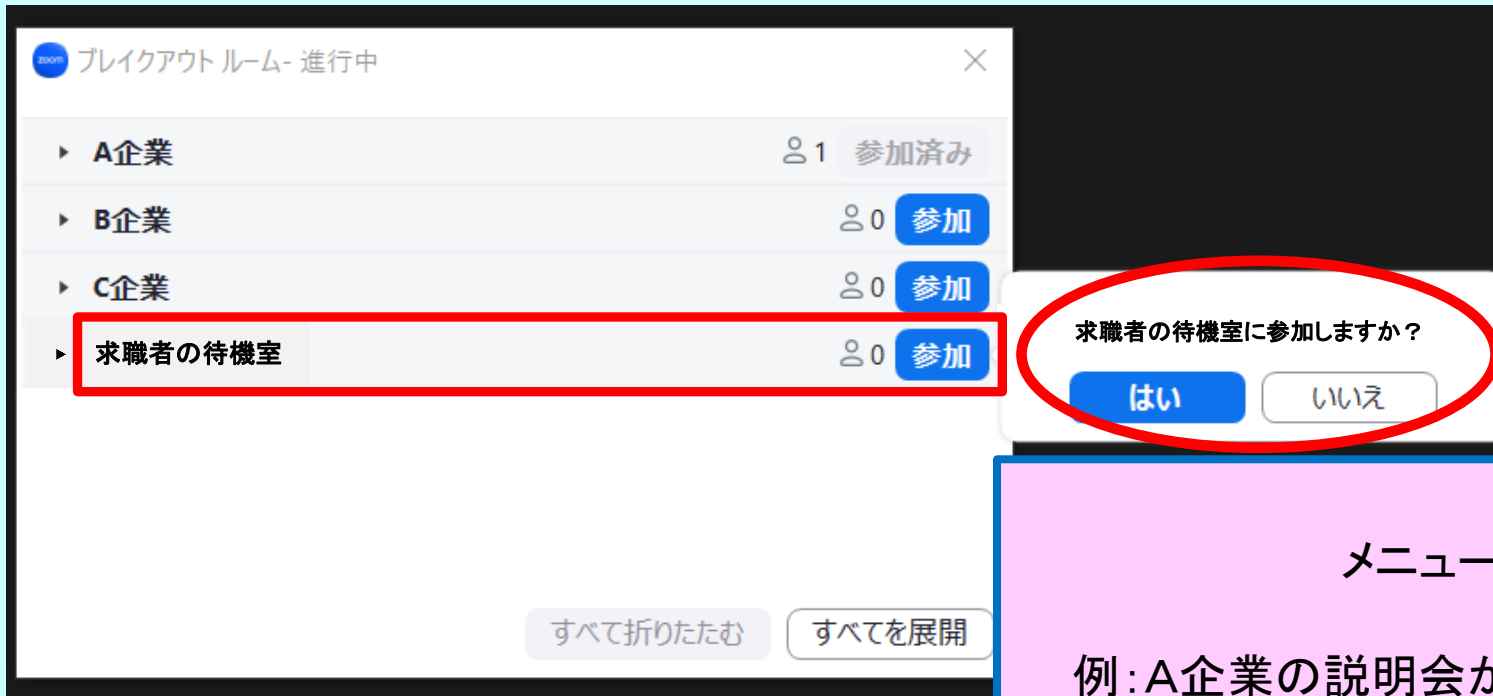 zoom ブレイクアウト ルーム- 進行中
A企業 1 参加済み
B企業 0 参加
C企業 0 参加
求職者の待機室 0 参加
求職者の待機室に参加しますか？
はい いいえ
すべて折りたたむ すべてを展開
メニュー
例：A企業の説明会が